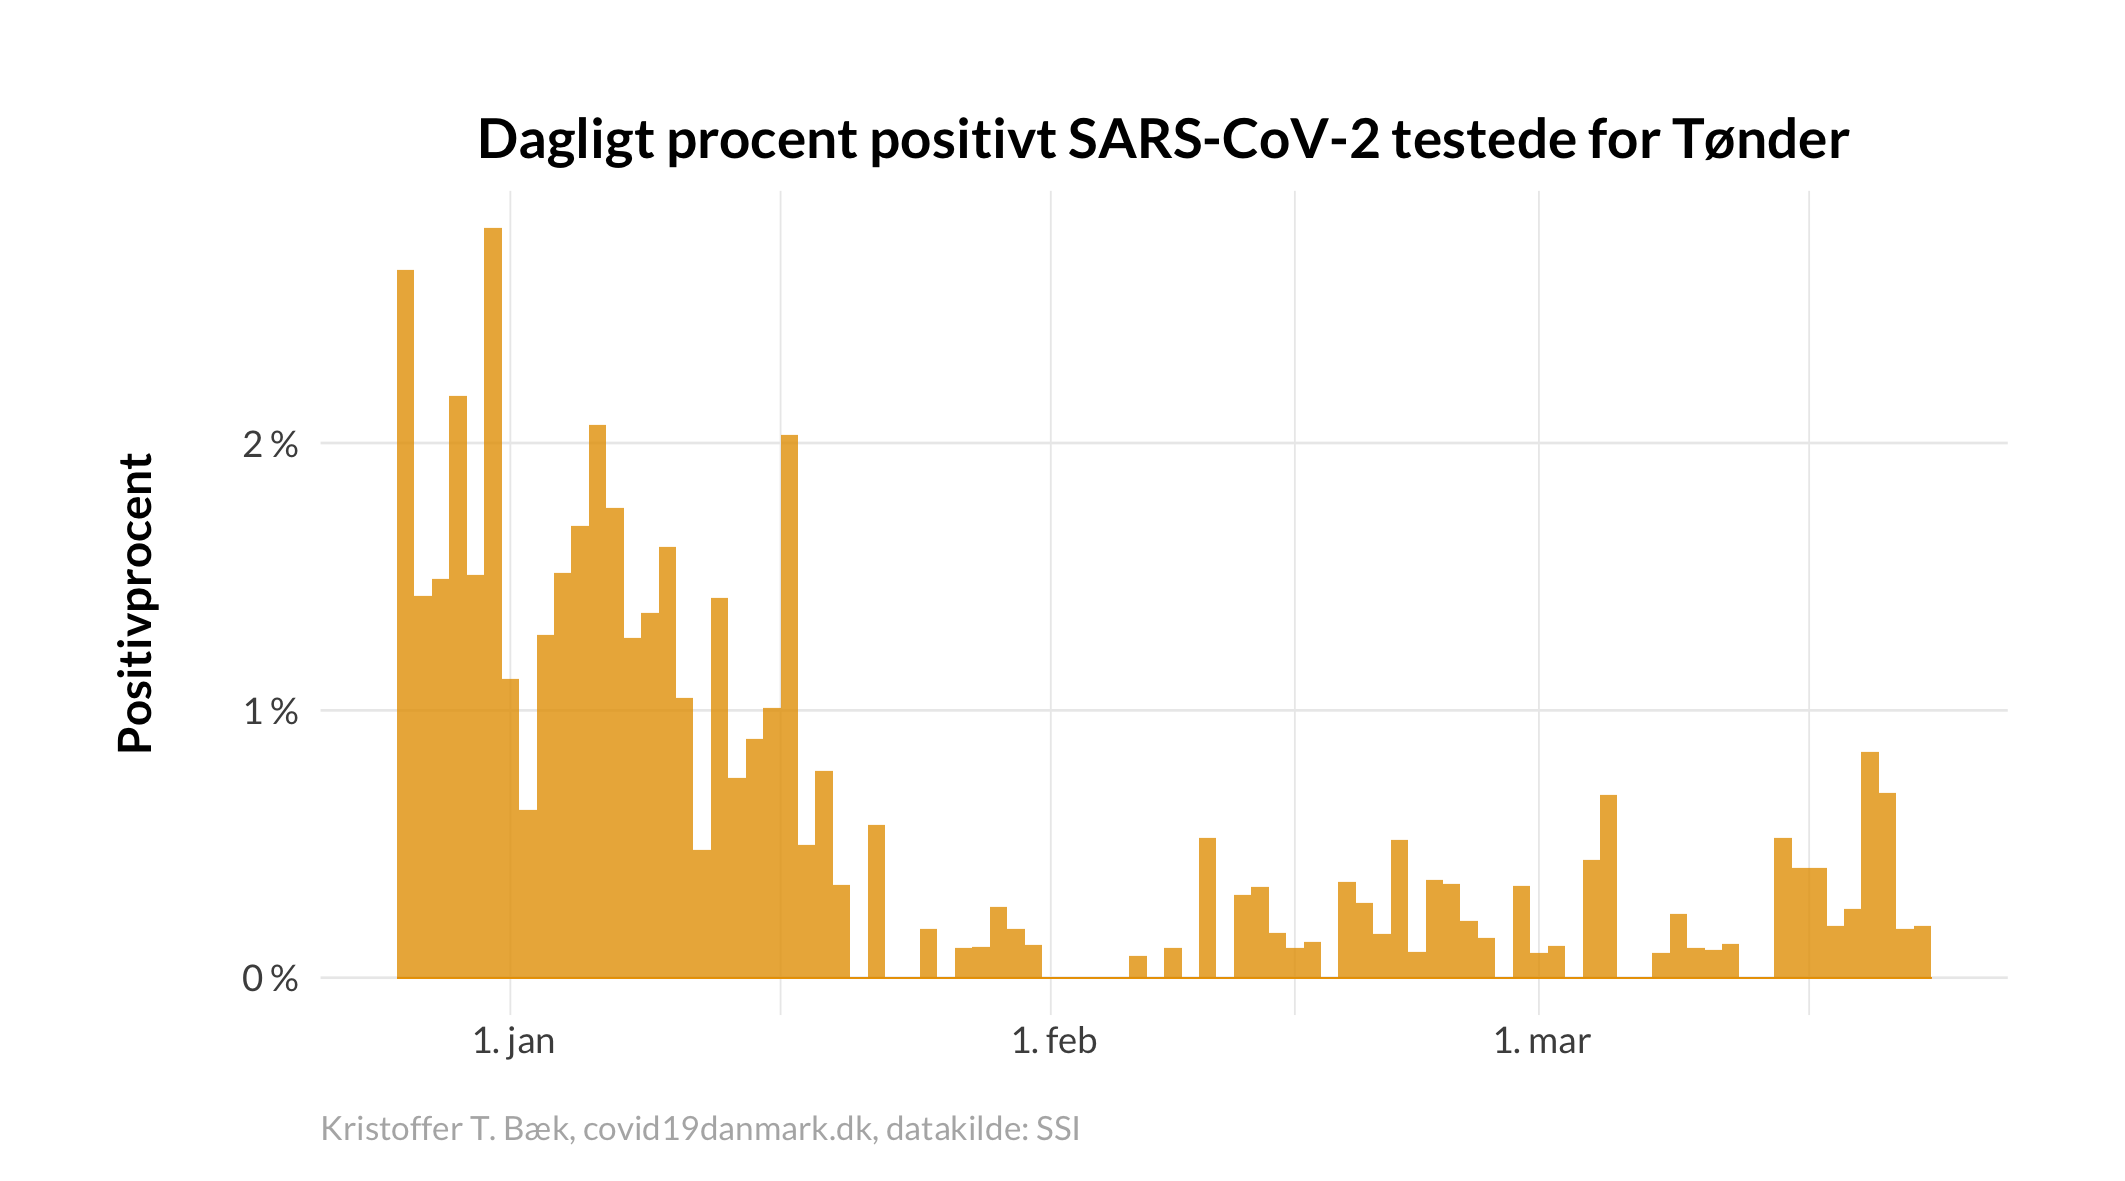 Dagligt procent positivt SARS-CoV-2 testede for Tønder
Positivprocent
2 %
1 %
0 %
1. jan
1. feb
1. mar
Kristoffer T. Bæk, covid19danmark.dk, datakilde: SSI